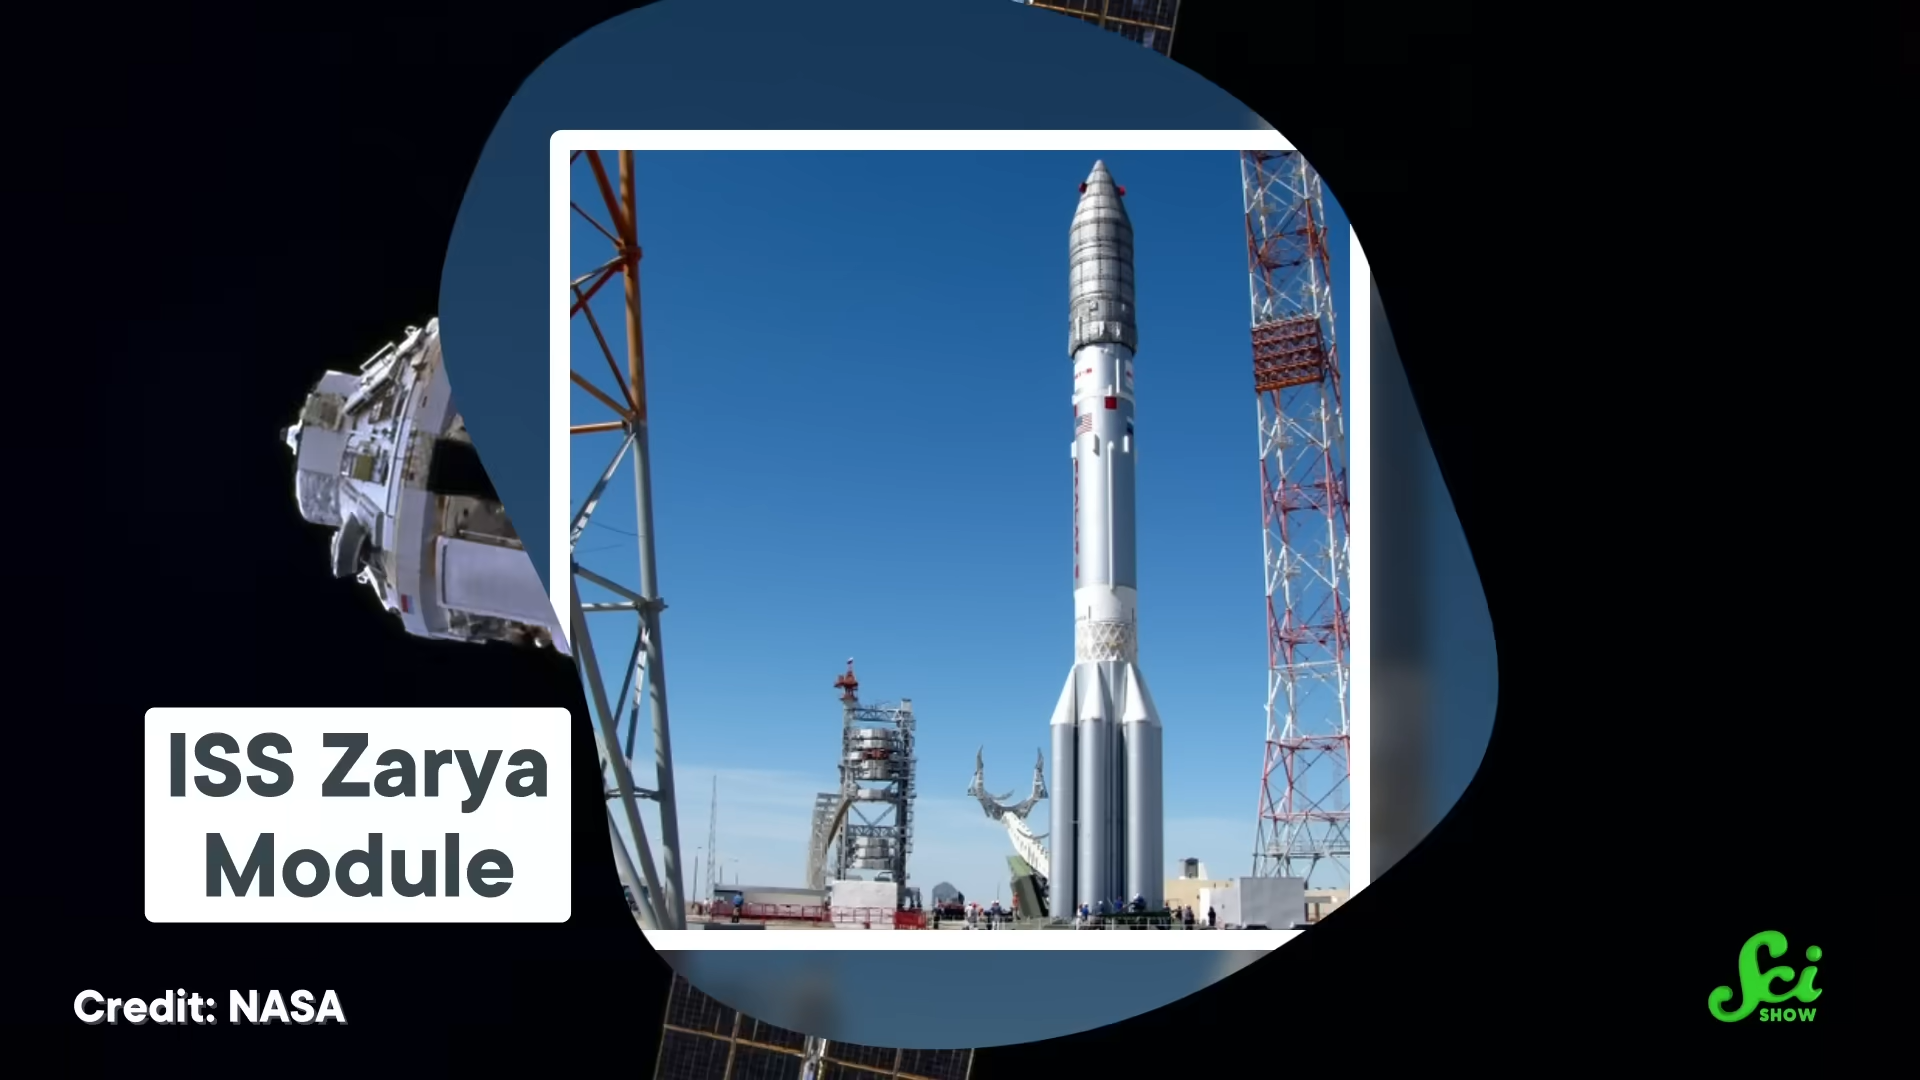 ISS Zarya
Module
Credit: NASA
Sci
SHOW